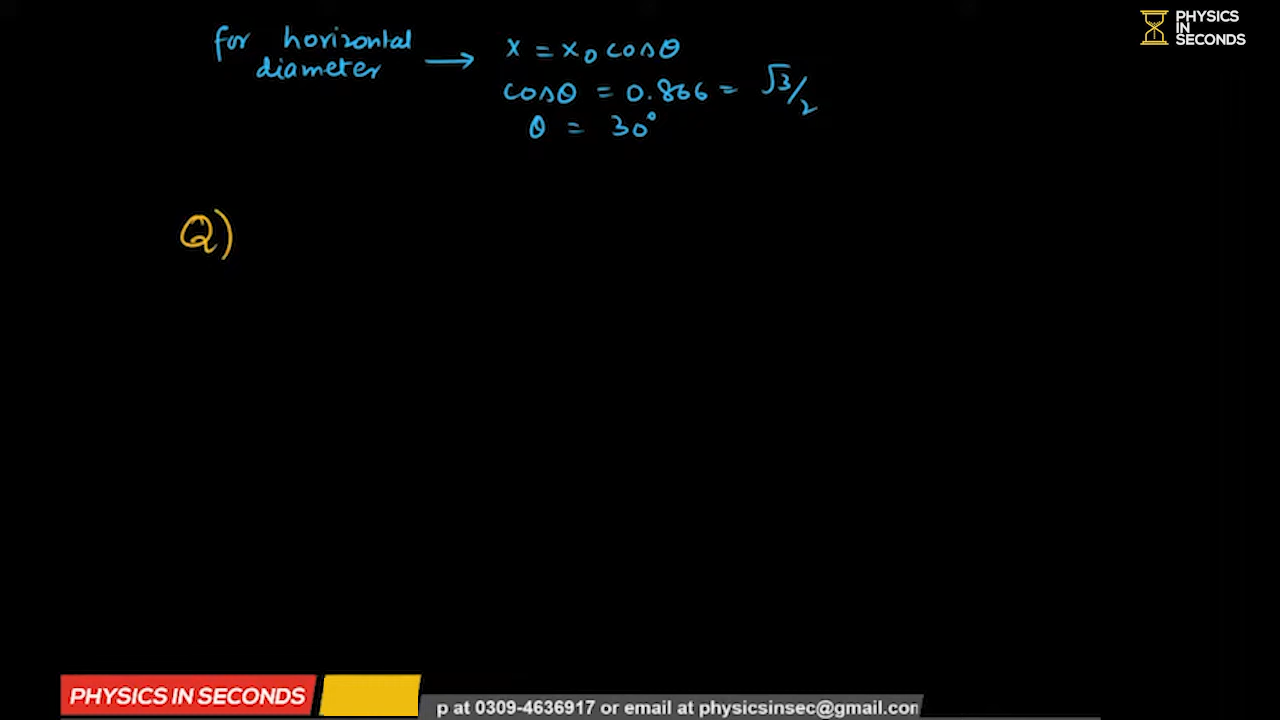 for horizontal
diameter →
x = x₀ cosθ
cosθ = 0.866 = √3/2
θ = 30°
Q)
PHYSICS
IN
SECONDS
PHYSICS IN SECONDS
p at 0309-4636917 or email at physicsinsec@gmail.com